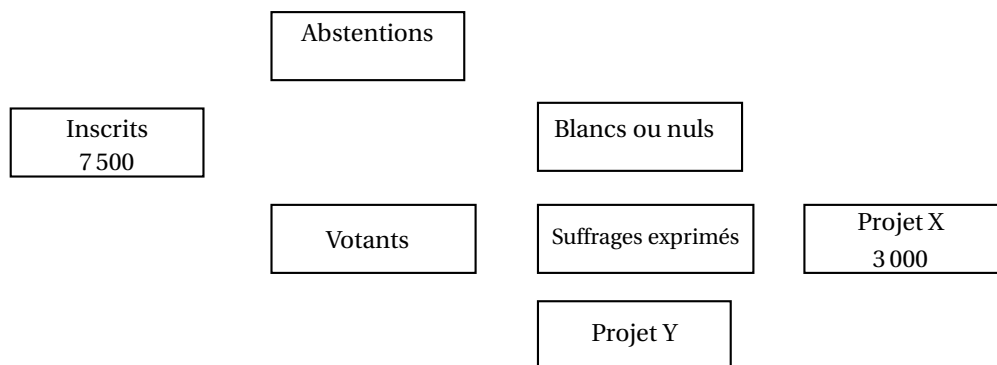 Abstentions
Inscrits
7 500
Blancs ou nuls
Votants
Suffrages exprimés
Projet X
3 000
Projet Y